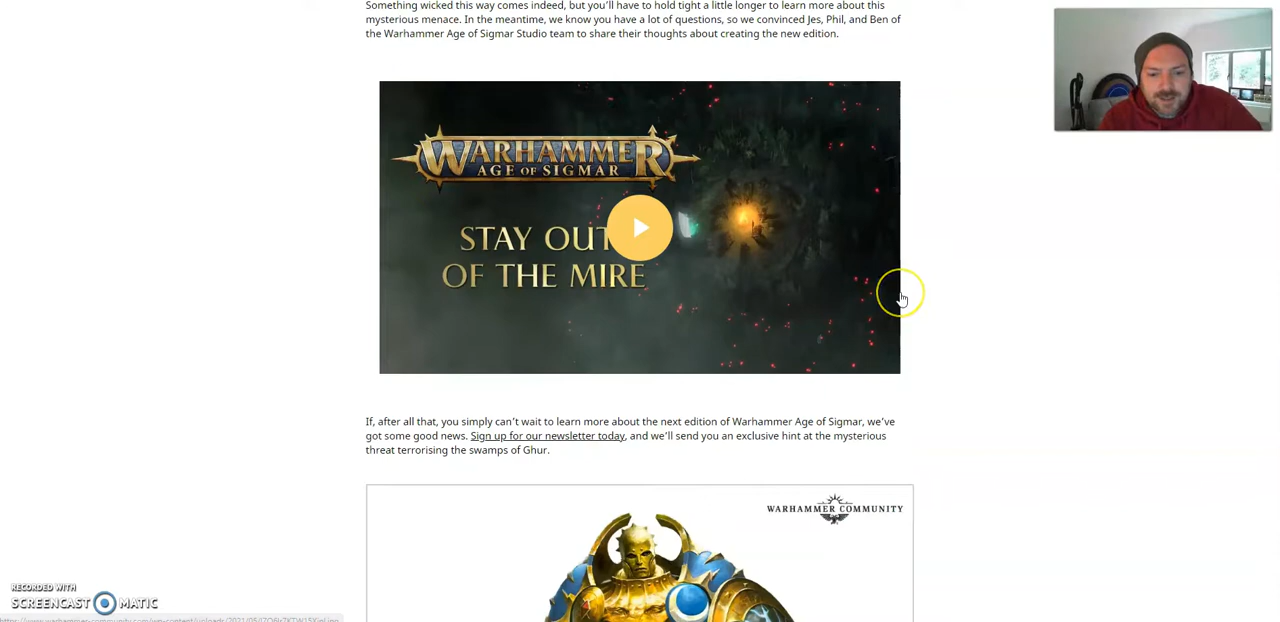 Something wicked this way comes indeed, but you'll have to hold tight a little longer to learn more about this
mysterious menace. In the meantime, we know you have a lot of questions, so we convinced Jes, Phil, and Ben of
the Warhammer Age of Sigmar Studio team to share their thoughts about creating the new edition.
WARHAMMER
AGE OF SIGMAR
STAY OUT
OF THE MIRE
If, after all that, you simply can't wait to learn more about the next edition of Warhammer Age of Sigmar, we've
got some good news. Sign up for our newsletter today, and we'll send you an exclusive hint at the mysterious
threat terrorising the swamps of Ghur.
WARHAMMER COMMUNITY
RECORDED WITH
SCREENCAST MATIC